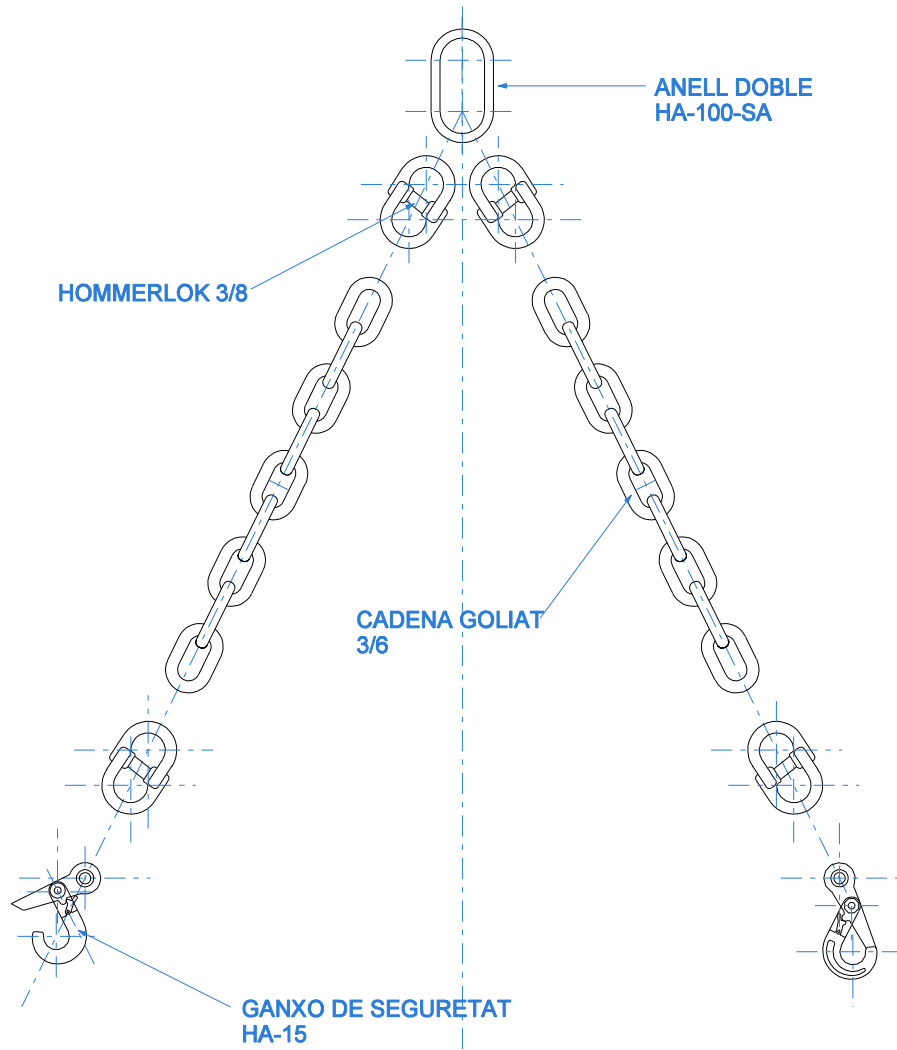 ANELL DOBLE
HA-100-SA
HOMMERLOK 3/8
CADENA GOLIAT
3/6
GANXO DE SEGURETAT
HA-15